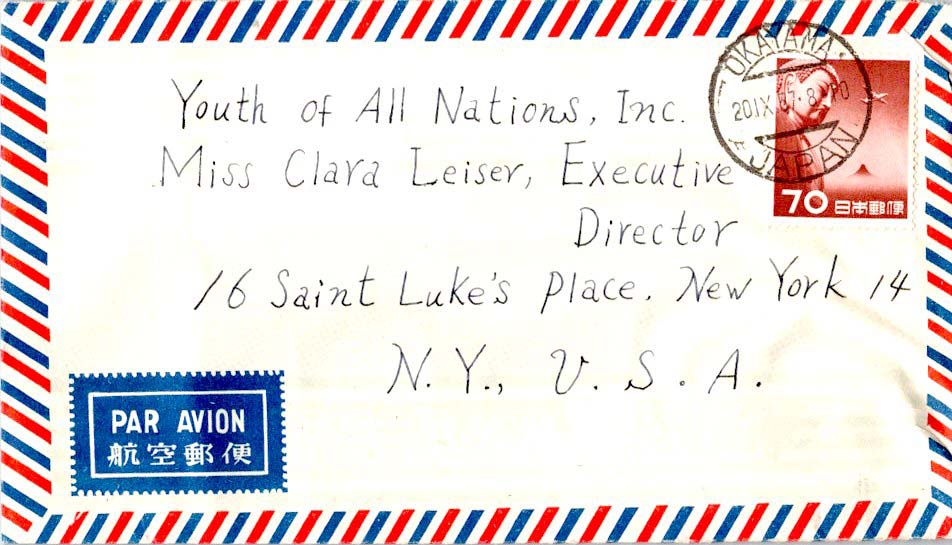 Youth of All Nations, Inc.
Miss Clara Leiser, Executive
Director
16 Saint Luke's Place, New York 14
N.Y., U.S.A.
OKAYAMA
JAPAN
70 日本郵便
PAR AVION
航空郵便